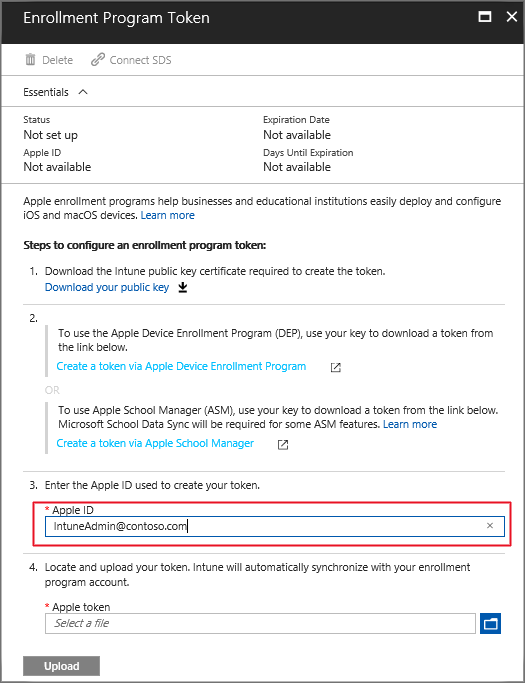 Enrollment Program Token
Delete Connect SDS
Essentials
Status Expiration Date
Not set up Not available
Apple ID Days Until Expiration
Not available Not available
Apple enrollment programs help businesses and educational institutions easily deploy and configure
iOS and macOS devices. Learn more
Steps to configure an enrollment program token:
1. Download the Intune public key certificate required to create the token.
Download your public key
2.
To use the Apple Device Enrollment Program (DEP), use your key to download a token from
the link below.
Create a token via Apple Device Enrollment Program
OR
To use Apple School Manager (ASM), use your key to download a token from the link below.
Microsoft School Data Sync will be required for some ASM features. Learn more
Create a token via Apple School Manager
3. Enter the Apple ID used to create your token.
* Apple ID
IntuneAdmin@contoso.com
4. Locate and upload your token. Intune will automatically synchronize with your enrollment
program account.
* Apple token
Select a file
Upload